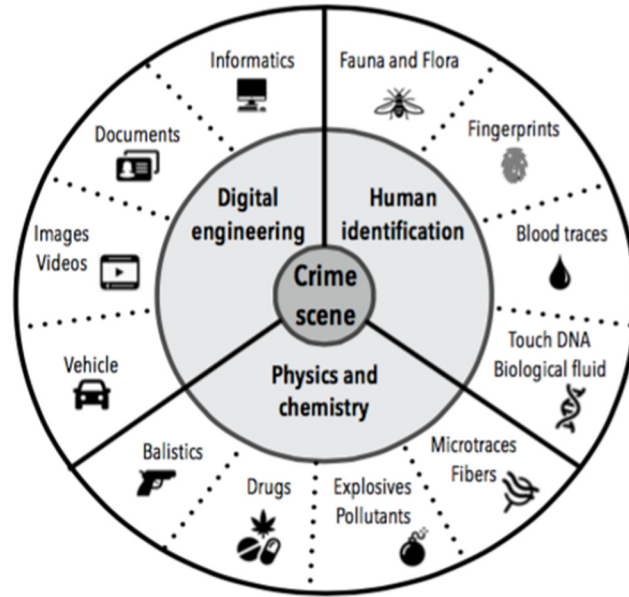 Informatics
Fauna and Flora
Documents
Fingerprints
Digital
engineering
Human
identification
Images
Videos
Blood traces
Crime
scene
Vehicle
Touch DNA
Biological fluid
Physics and
chemistry
Balistics
Microtraces
Fibers
Drugs
Explosives
Pollutants